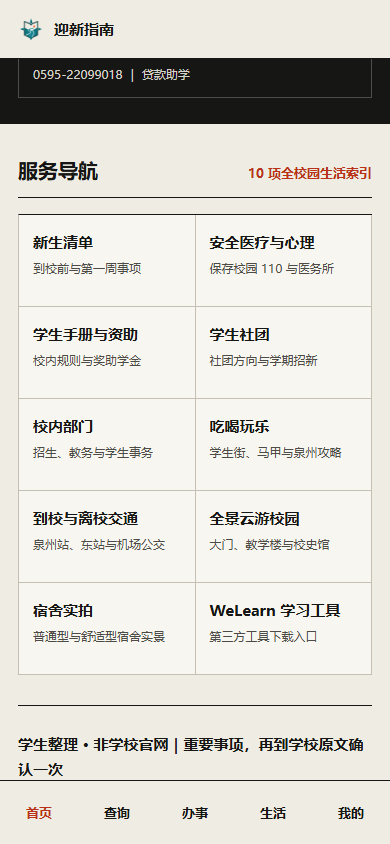 迎新指南
0595-22099018 | 贷款助学
服务导航
10 项全校园生活索引
新生清单
到校前与第一周事项
安全医疗与心理
保存校园 110 与医务所
学生手册与资助
校内规则与奖助学金
学生社团
社团方向与学期招新
校内部门
招生、教务与学生事务
吃喝玩乐
学生街、马甲与泉州攻略
到校与离校交通
泉州站、东站与机场公交
全景云游校园
大门、教学楼与校史馆
宿舍实拍
普通型与舒适型宿舍实景
WeLearn 学习工具
第三方工具下载入口
学生整理·非学校官网｜重要事项，再到学校原文确
认一次
首页
查询
办事
生活
我的